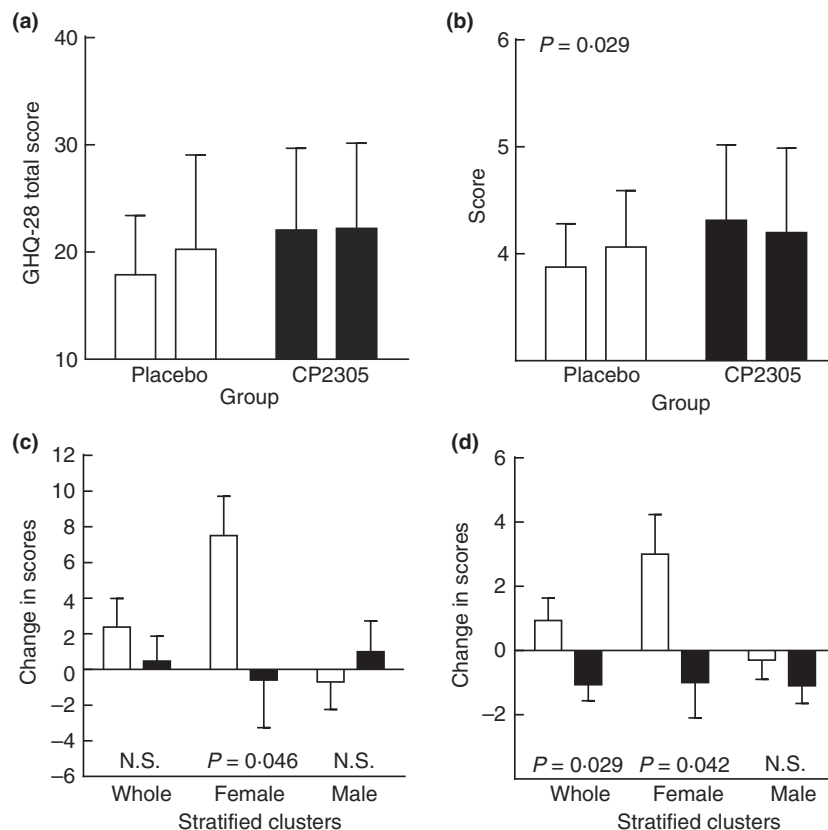 (a)
40
30
20
10
GHQ-28 total score
Placebo CP2305
Group
(b)
P = 0·029
6
5
4
Score
Placebo CP2305
Group
(c)
12
10
8
6
4
2
0
−2
−4
−6
Change in scores
N.S. P = 0·046 N.S.
Whole Female Male
Stratified clusters
(d)
6
4
2
0
−2
Change in scores
P = 0·029 P = 0·042 N.S.
Whole Female Male
Stratified clusters